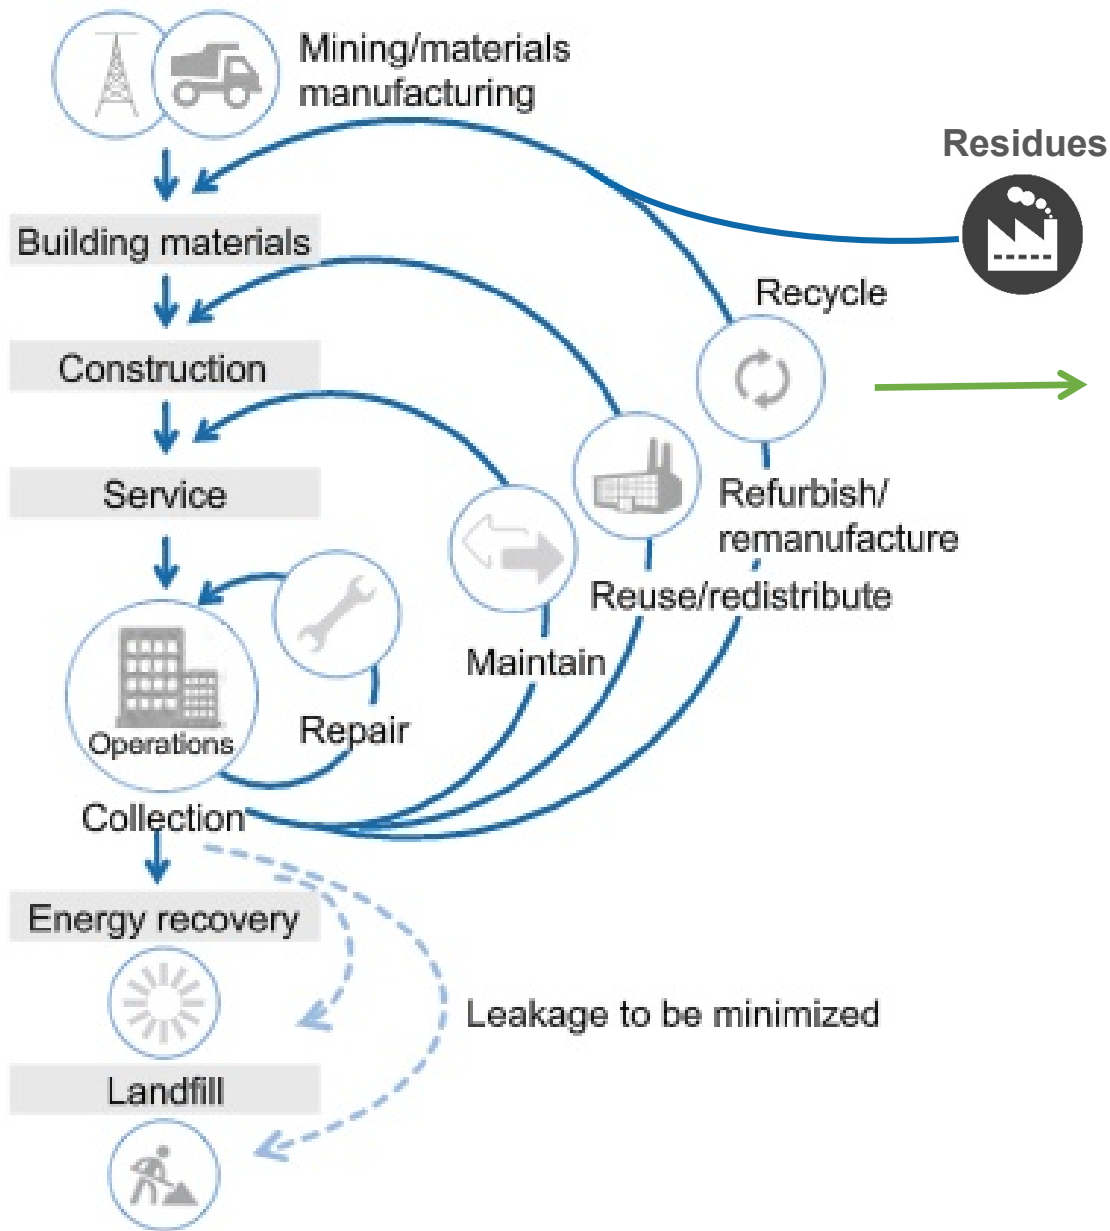 Mining/materials
manufacturing
Residues
Building materials
Recycle
Construction
Service
Refurbish/
remanufacture
Reuse/redistribute
Maintain
Repair
Operations
Collection
Energy recovery
Leakage to be minimized
Landfill